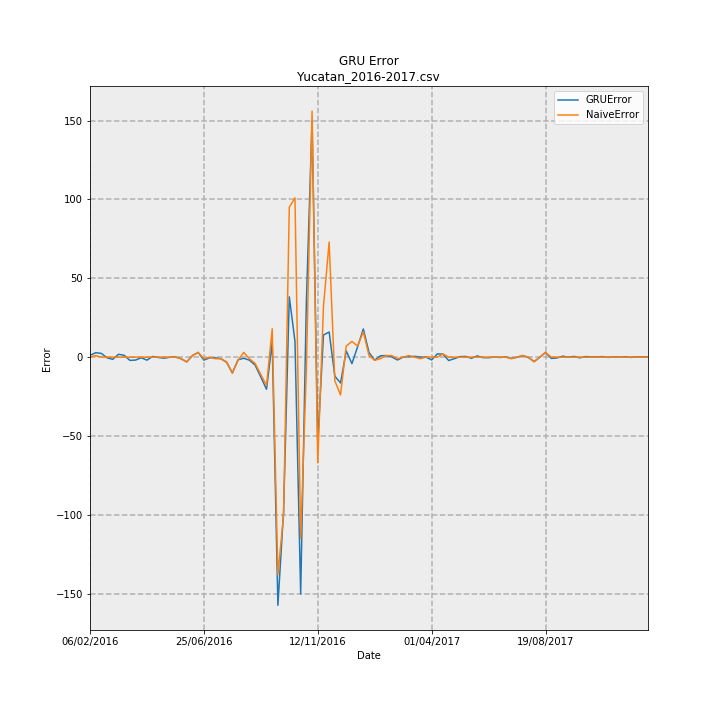 GRU Error
Yucatan_2016-2017.csv
GRUError
NaiveError
150
100
50
0
−50
−100
−150
Error
06/02/2016
25/06/2016
12/11/2016
01/04/2017
19/08/2017
Date